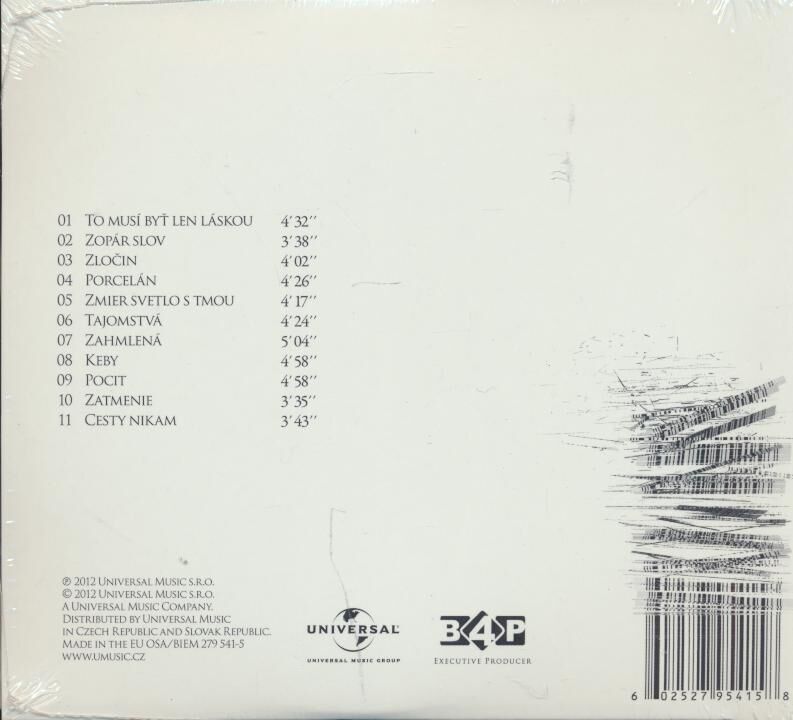 01 To musí byť len láskou 4'32''
02 Zopár slov 3'38''
03 Zločin 4'02''
04 Porcelán 4'26''
05 Zmier svetlo s tmou 4'17''
06 Tajomstvá 4'24''
07 Zahmlená 5'04''
08 Keby 4'58''
09 Pocit 4'58''
10 Zatmenie 3'35''
11 Cesty nikam 3'43''
℗ 2012 Universal Music s.r.o.
© 2012 Universal Music s.r.o.
A Universal Music Company.
Distributed by Universal Music
in Czech Republic and Slovak Republic.
Made in the EU OSA/BIEM 279 541-5
www.umusic.cz
UNIVERSAL
UNIVERSAL MUSIC GROUP
B4P
Executive Producer
6 02527 95415 8